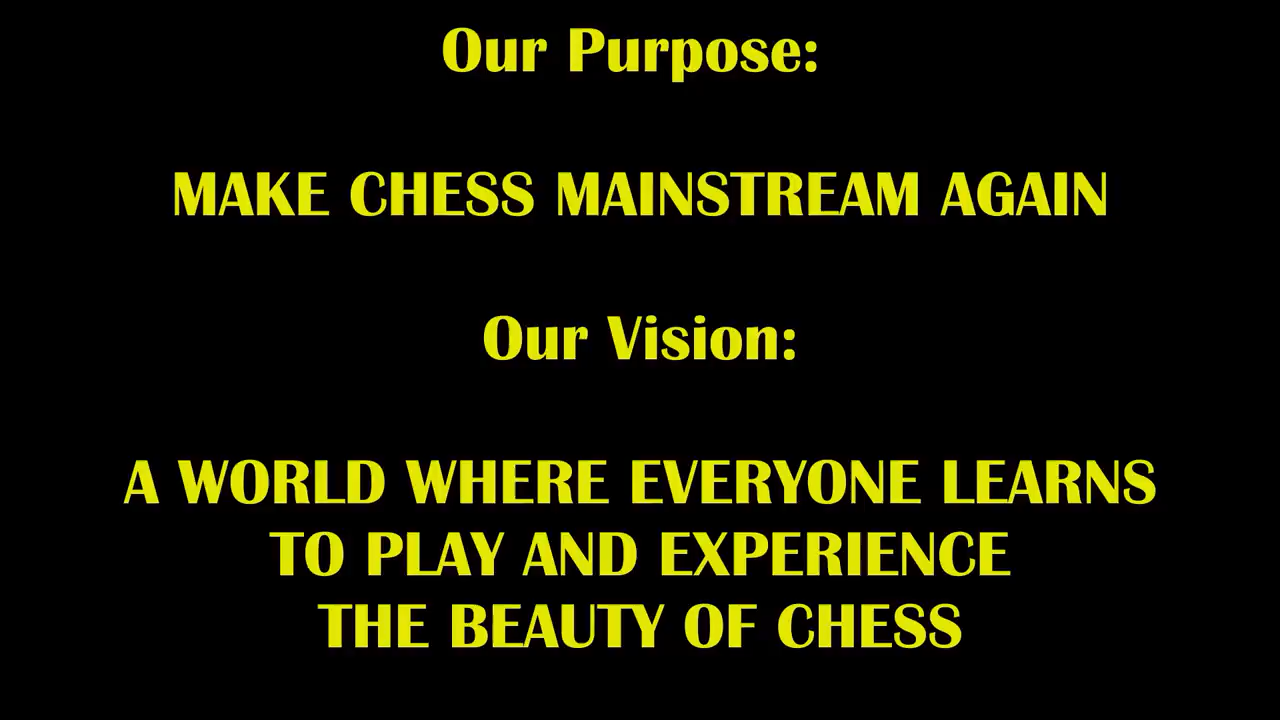 Our Purpose:
MAKE CHESS MAINSTREAM AGAIN
Our Vision:
A WORLD WHERE EVERYONE LEARNS
TO PLAY AND EXPERIENCE
THE BEAUTY OF CHESS